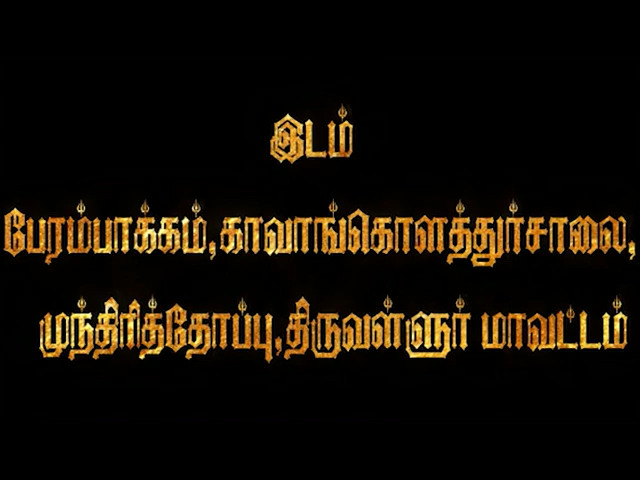 இடம்
பேரம்பாக்கம்,காவாங்கொளத்துர்சாலை,
முந்திரித்தோப்பு,திருவள்ளுர் மாவட்டம்